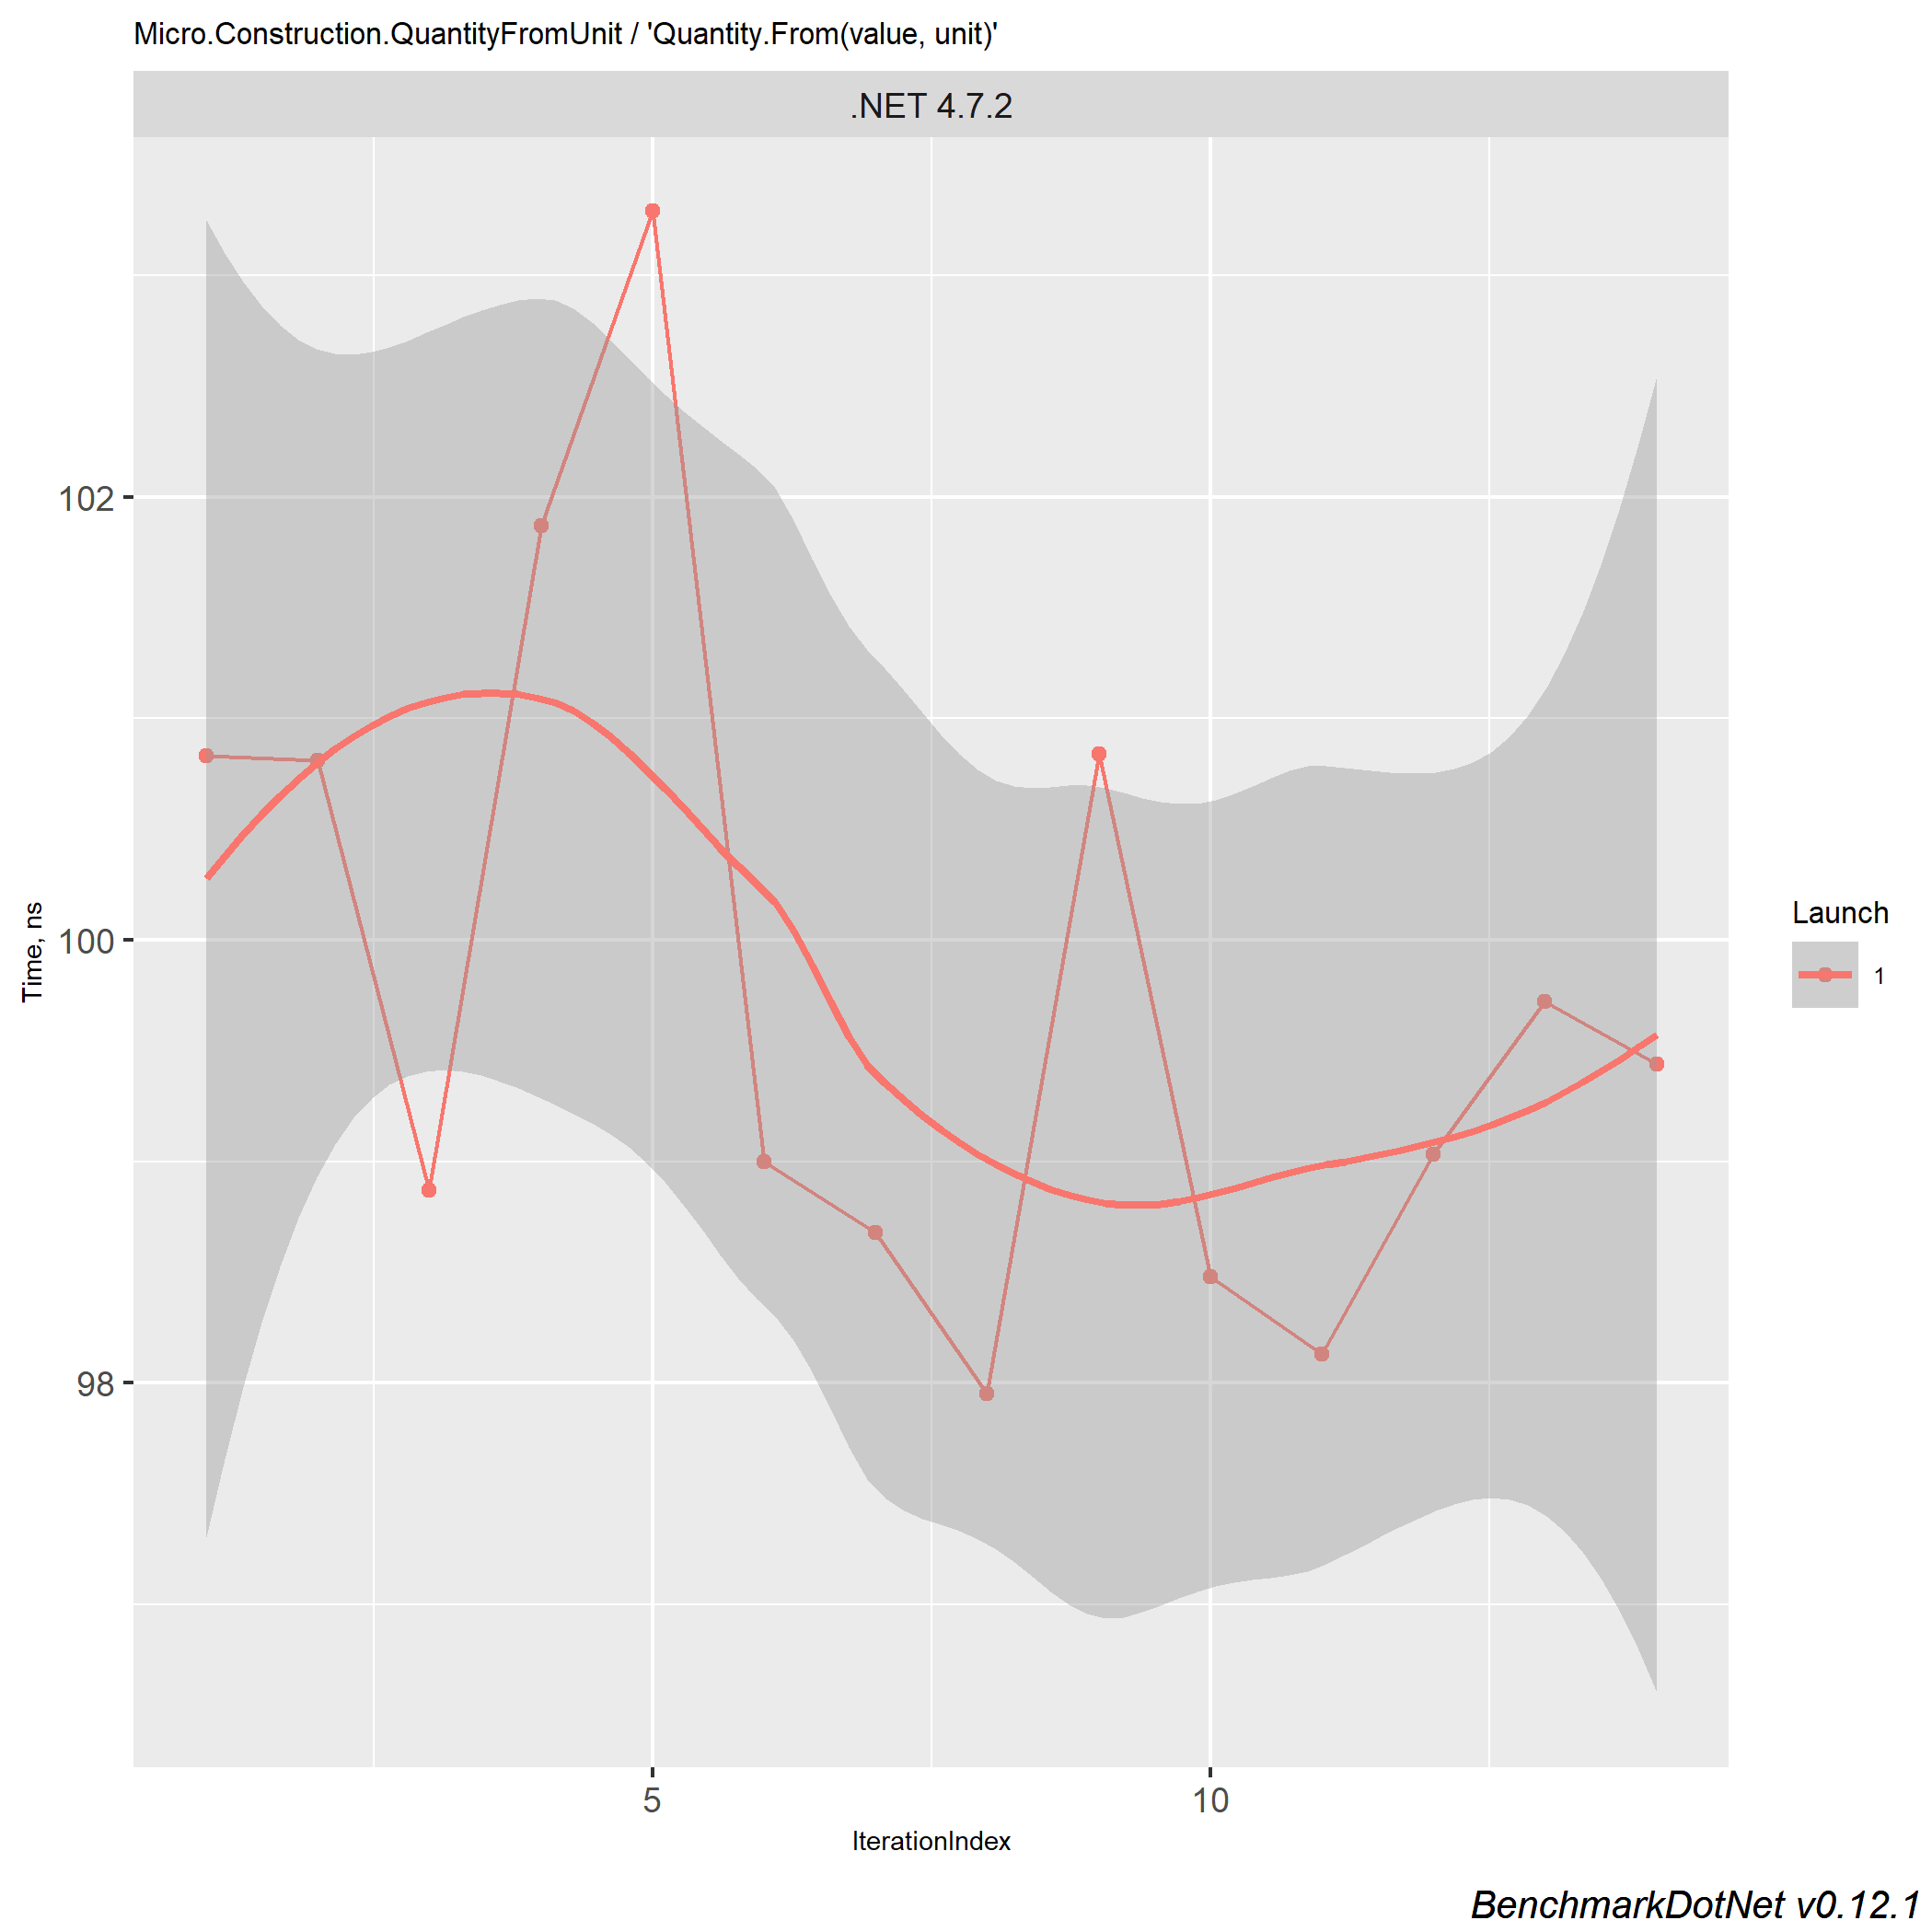 Micro.Construction.QuantityFromUnit / 'Quantity.From(value, unit)'
.NET 4.7.2
102
100
98
Time, ns
5
10
IterationIndex
Launch
1
BenchmarkDotNet v0.12.1